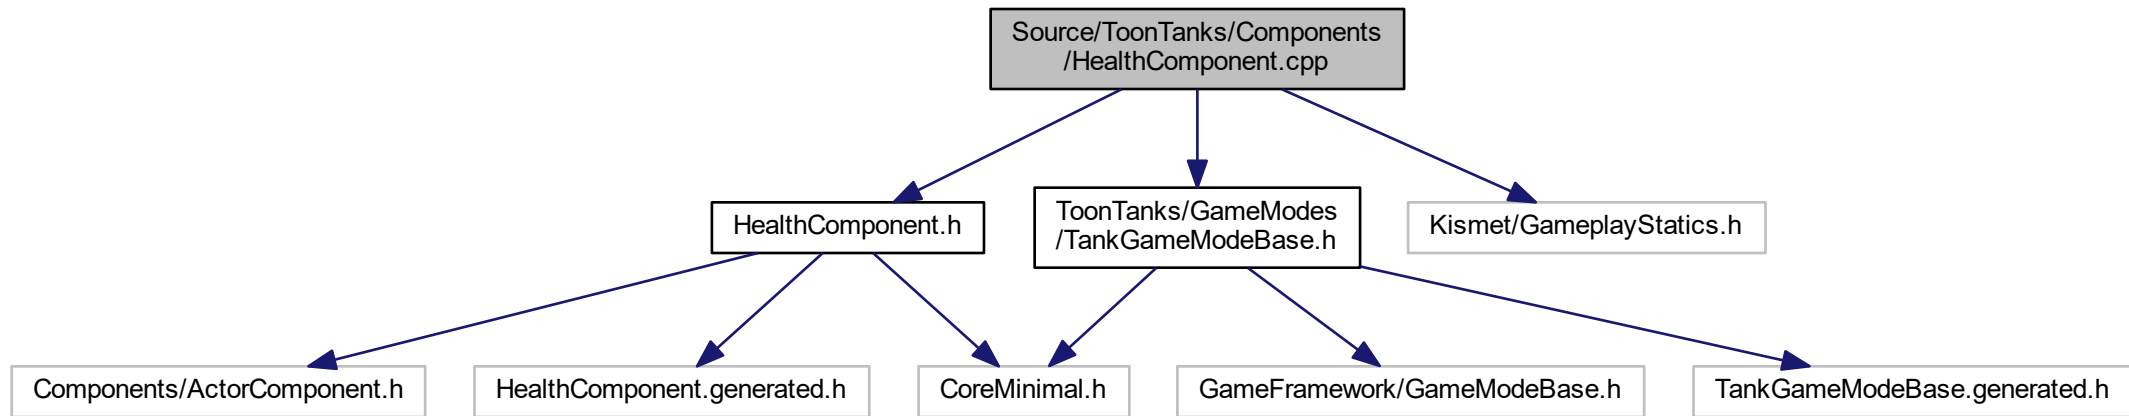 Source/ToonTanks/Components
/HealthComponent.cpp
HealthComponent.h
ToonTanks/GameModes
/TankGameModeBase.h
Kismet/GameplayStatics.h
Components/ActorComponent.h
HealthComponent.generated.h
CoreMinimal.h
GameFramework/GameModeBase.h
TankGameModeBase.generated.h